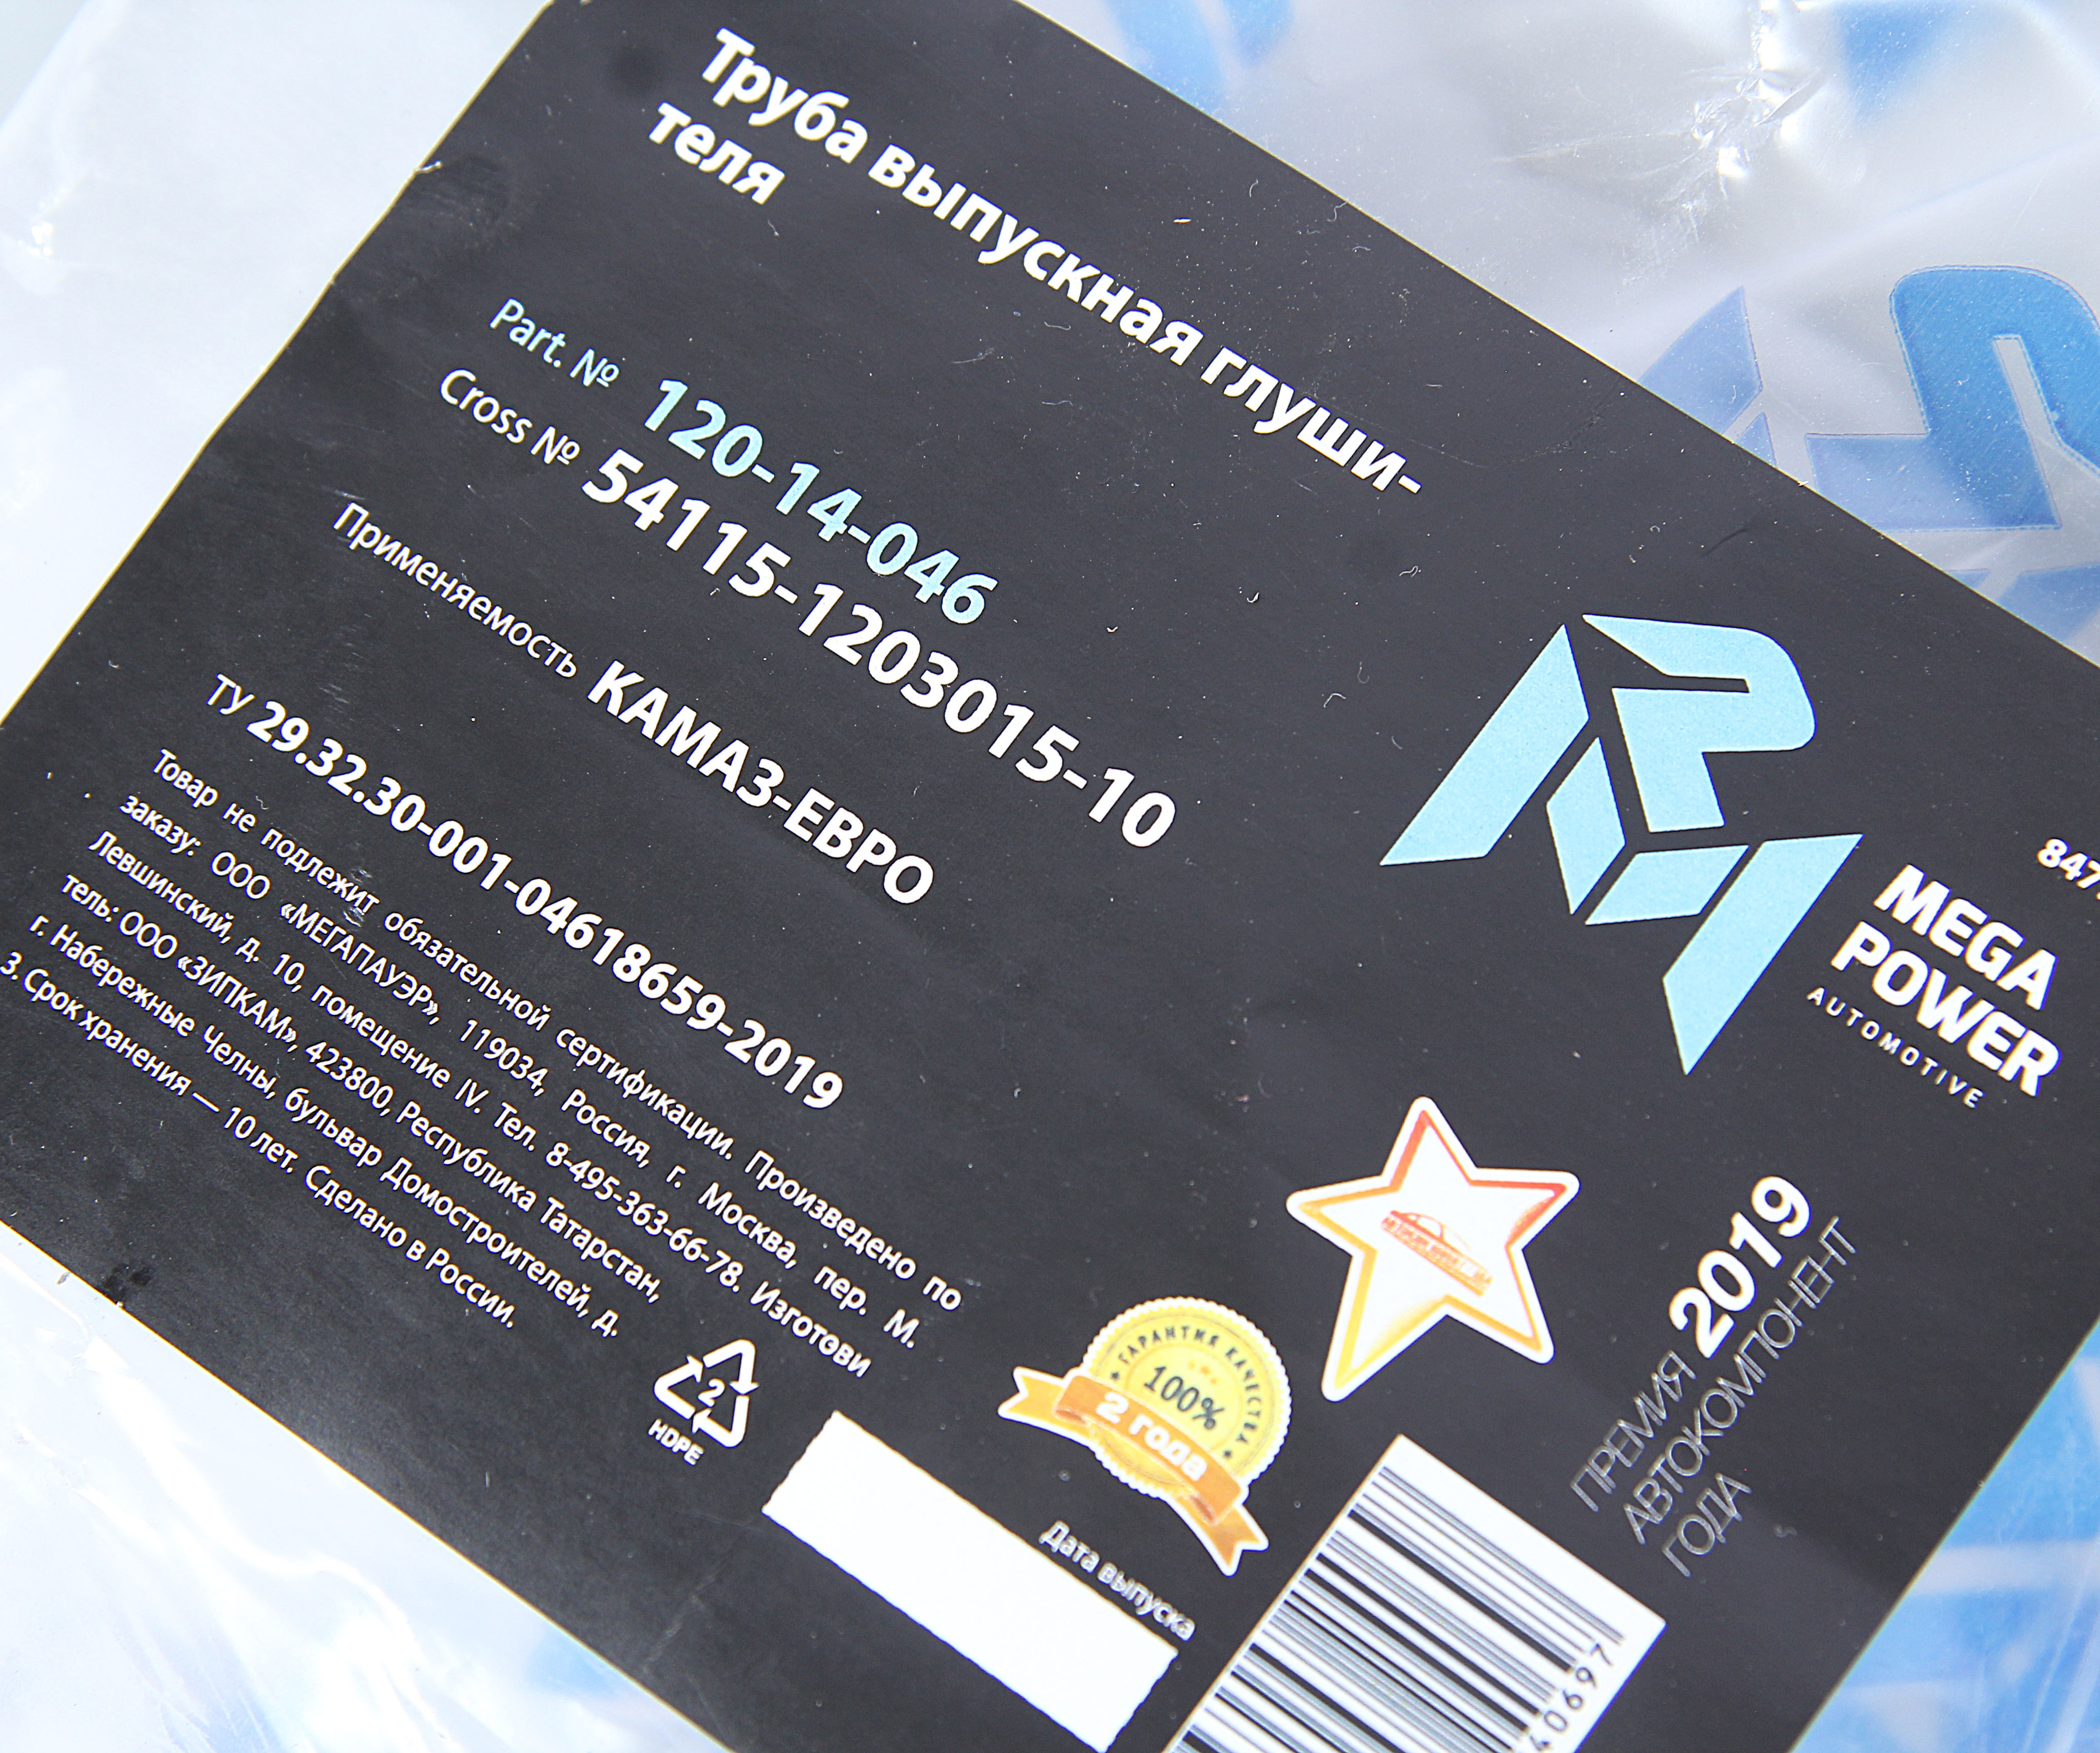 Труба выпускная глуши-
теля
Part. № 120-14-046
Cross № 54115-1203015-10
Применяемость КАМАЗ-ЕВРО
ТУ 29.32.30-001-04618659-2019
Товар не подлежит обязательной сертификации. Произведено по
заказу: ООО «МЕГАПАУЭР», 119034, Россия, г. Москва, пер. М.
Левшинский, д. 10, помещение IV. Тел. 8-495-363-66-78. Изготови
тель: ООО «ЗИПКАМ», 423800, Республика Татарстан,
г. Набережные Челны, бульвар Домостроителей, д.
3. Срок хранения — 10 лет. Сделано в России.
2
HDPE
ГАРАНТИЯ КАЧЕСТВА
100%
2 года
Дата выпуска
MEGA
POWER
AUTOMOTIVE
847
ПРЕМИЯ 2019
АВТОКОМПОНЕНТ
ГОДА
40697